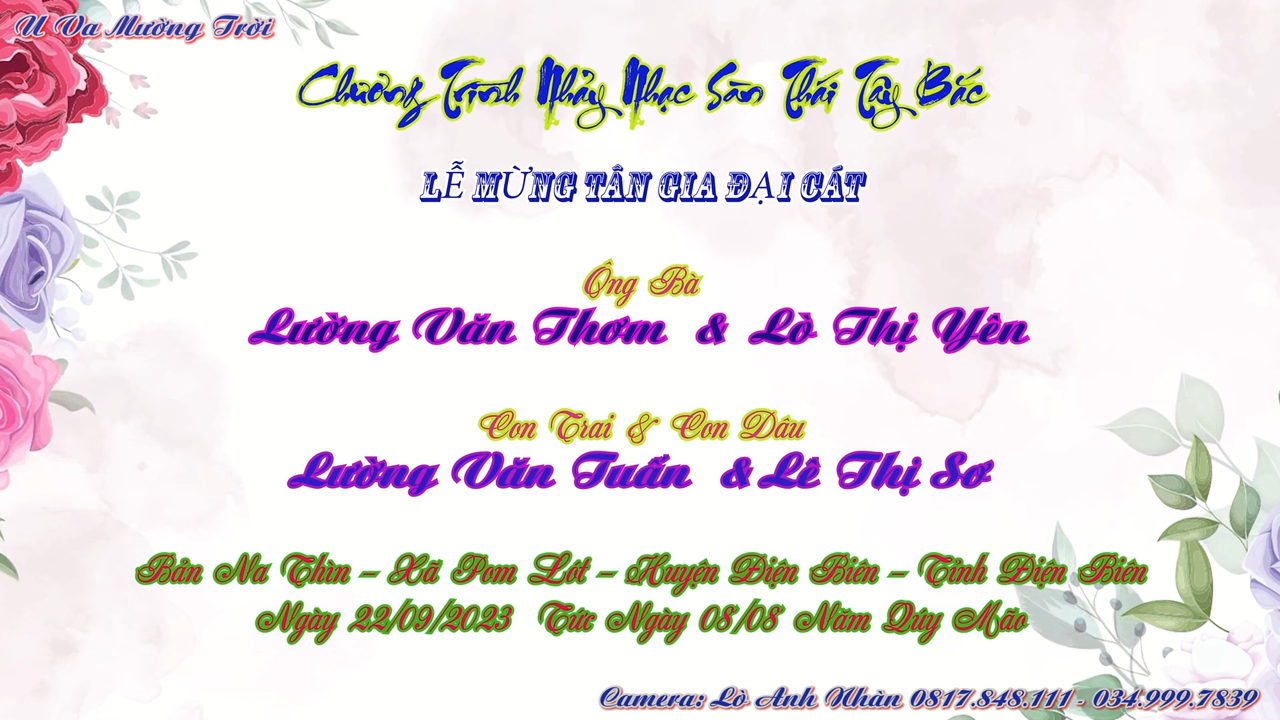 U Va Mường Trời
Chương Trình Nhảy Nhạc Sàn Thái Tây Bắc
LỄ MỪNG TÂN GIA ĐẠI CÁT
Ông Bà
Lường Văn Thơm & Lò Thị Yên
Con Trai & Con Dâu
Lường Văn Tuấn & Lê Thị Sơ
Bản Na Thìn – Xã Pom Lót – Huyện Điện Biên – Tỉnh Điện Biên
Ngày 22/09/2023 Tức Ngày 08/08 Năm Qúy Mão
Camera: Lò Anh Nhàn 0817.848.111 - 034.999.7839